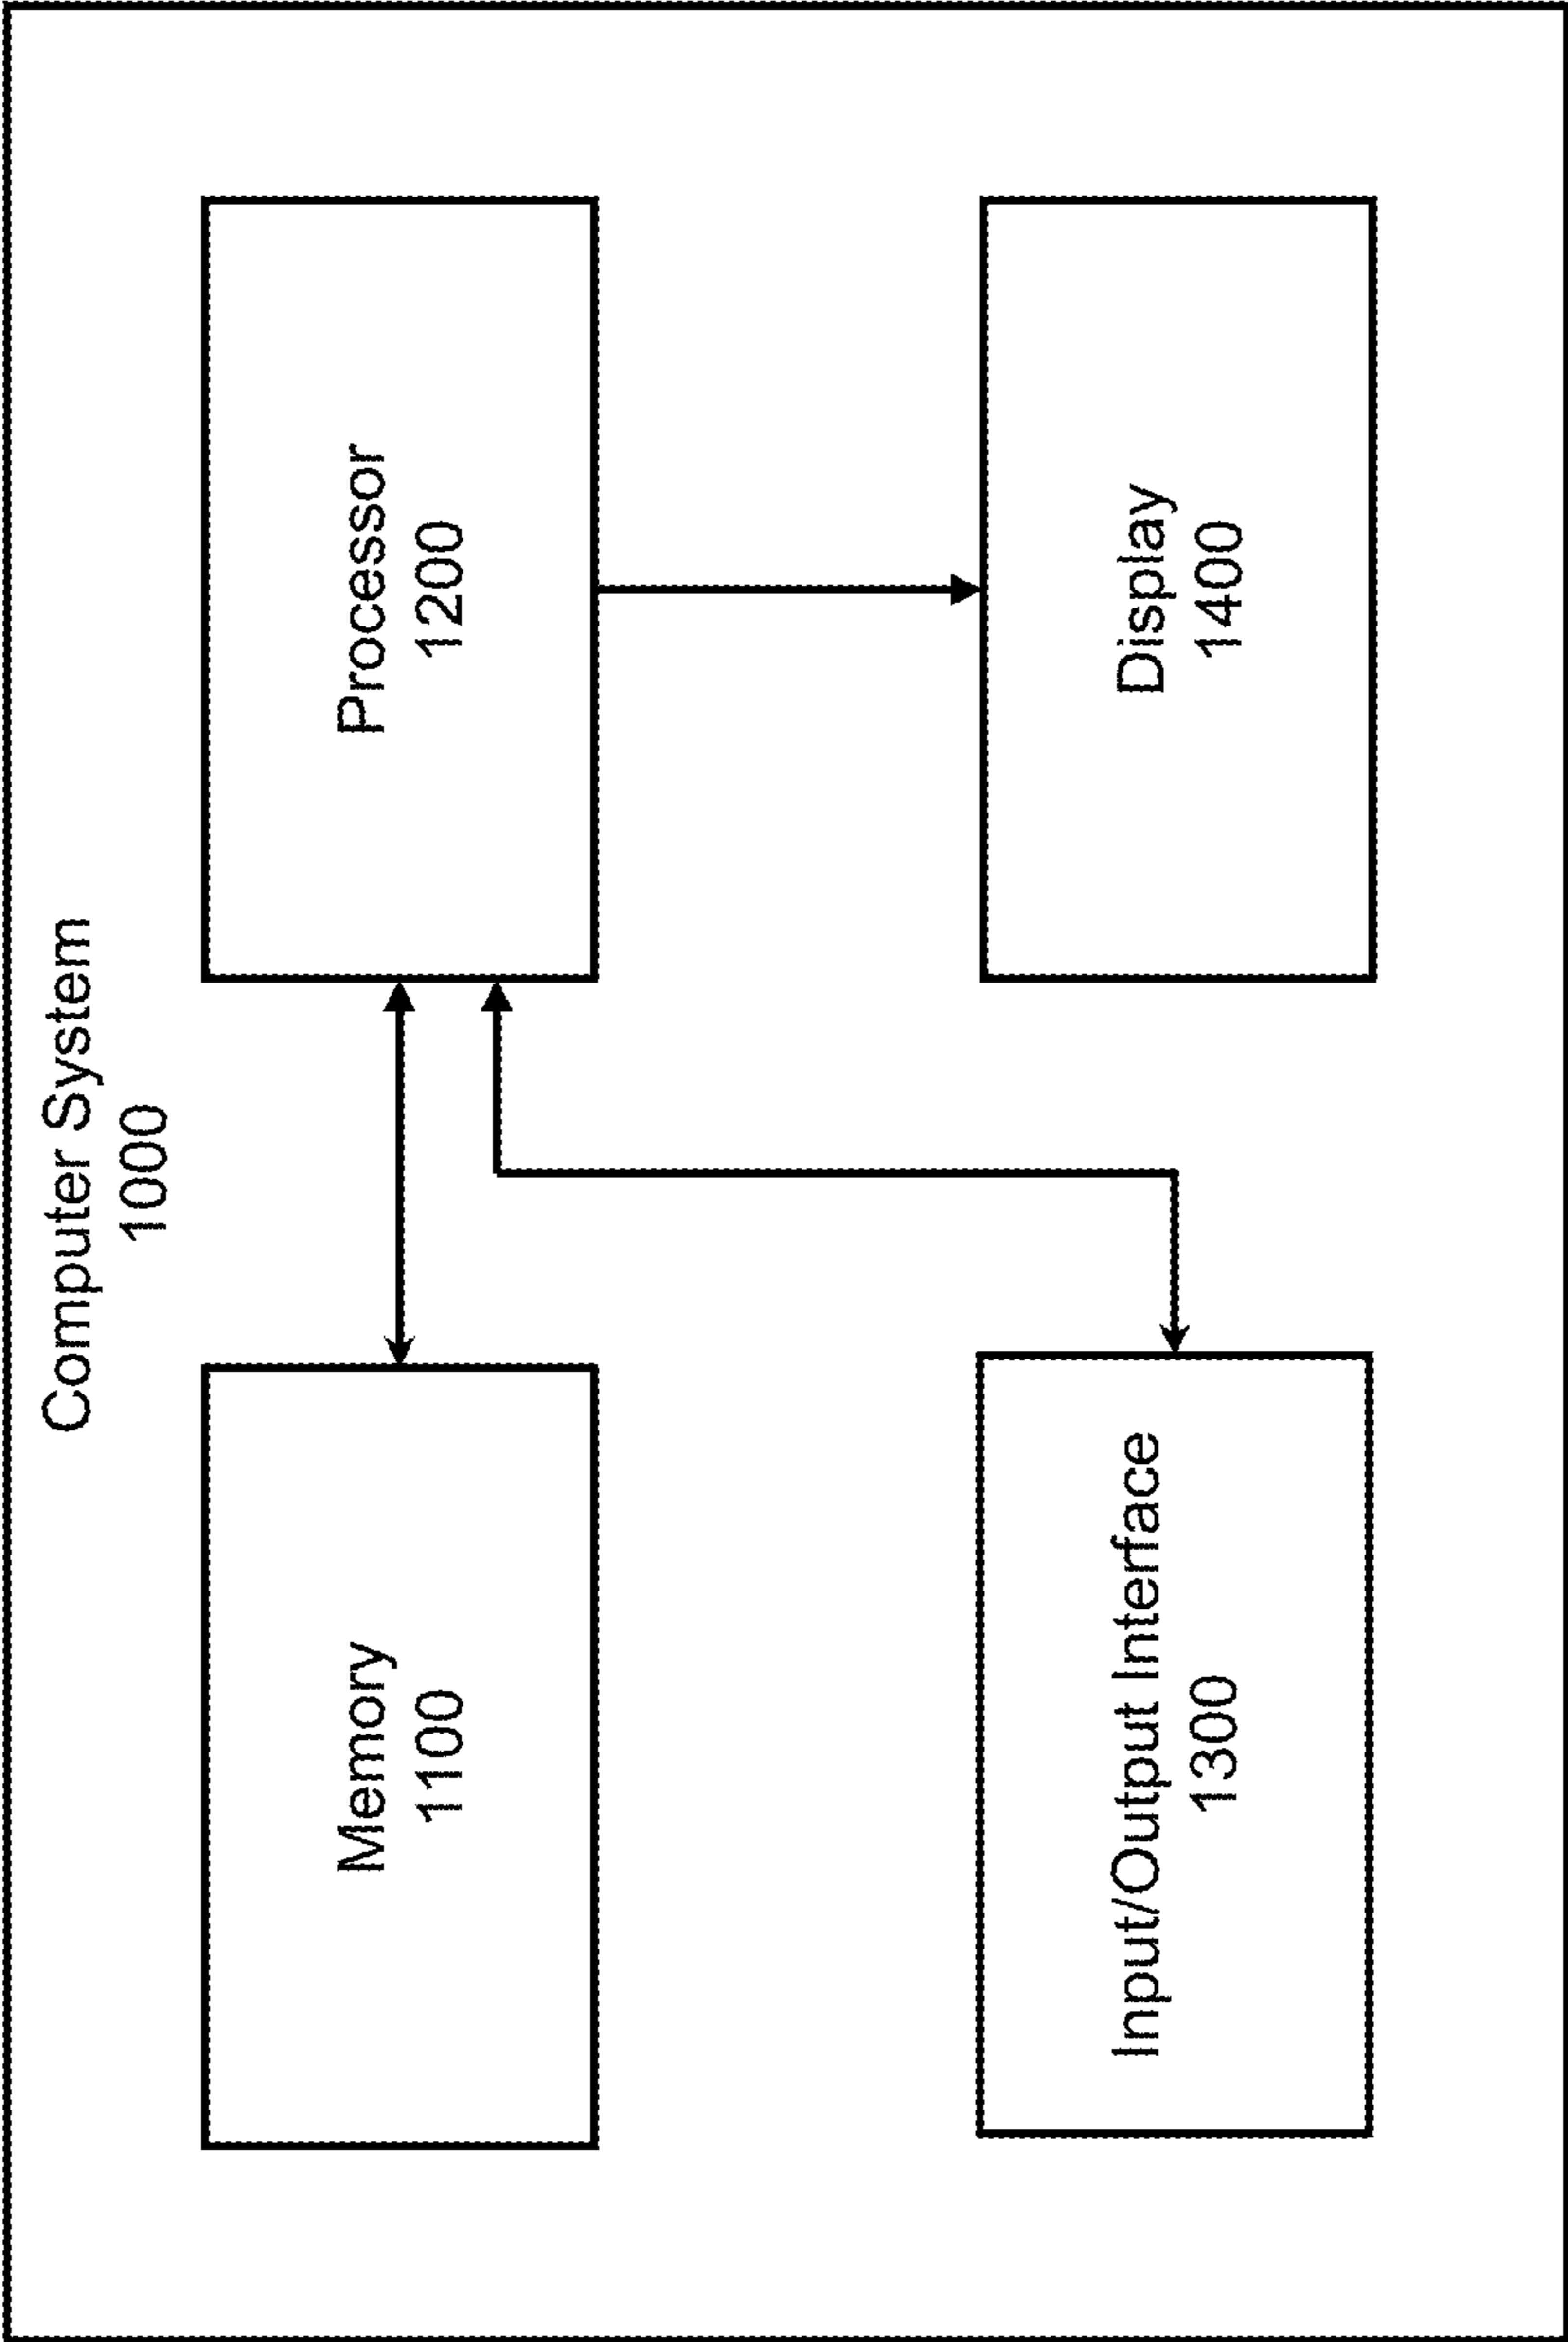 Computer System
1000
Memory
1100
Processor
1200
Input/Output Interface
1300
Display
1400